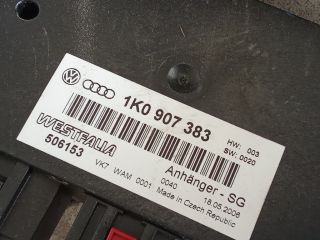 1K0 907 383
HW: 003
SW: 0020
WESTFALIA
506153
Anhänger - SG
0040
18.05.2006
VK7 WAM 0001
Made in Czech Republic